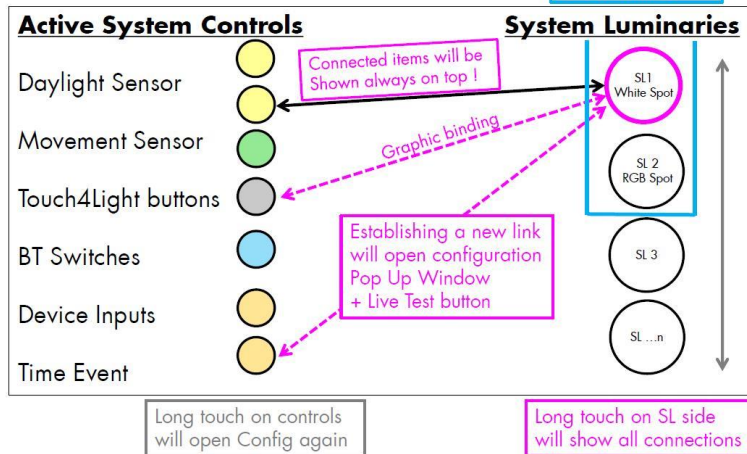 Active System Controls
System Luminaries
Connected items will be
Shown always on top !
Daylight Sensor
SL1
White Spot
Movement Sensor
Graphic binding
SL 2
RGB Spot
Touch4Light buttons
Establishing a new link
will open configuration
Pop Up Window
+ Live Test button
BT Switches
SL 3
Device Inputs
SL ...n
Time Event
Long touch on controls
will open Config again
Long touch on SL side
will show all connections